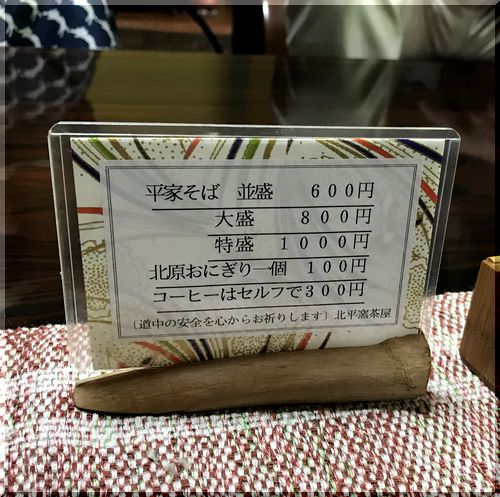 平家そば 並盛 600円
大盛 800円
特盛 1000円
北原おにぎり一個 100円
コーヒーはセルフで300円
〔道中の安全を心からお祈りします〕北平窯茶屋